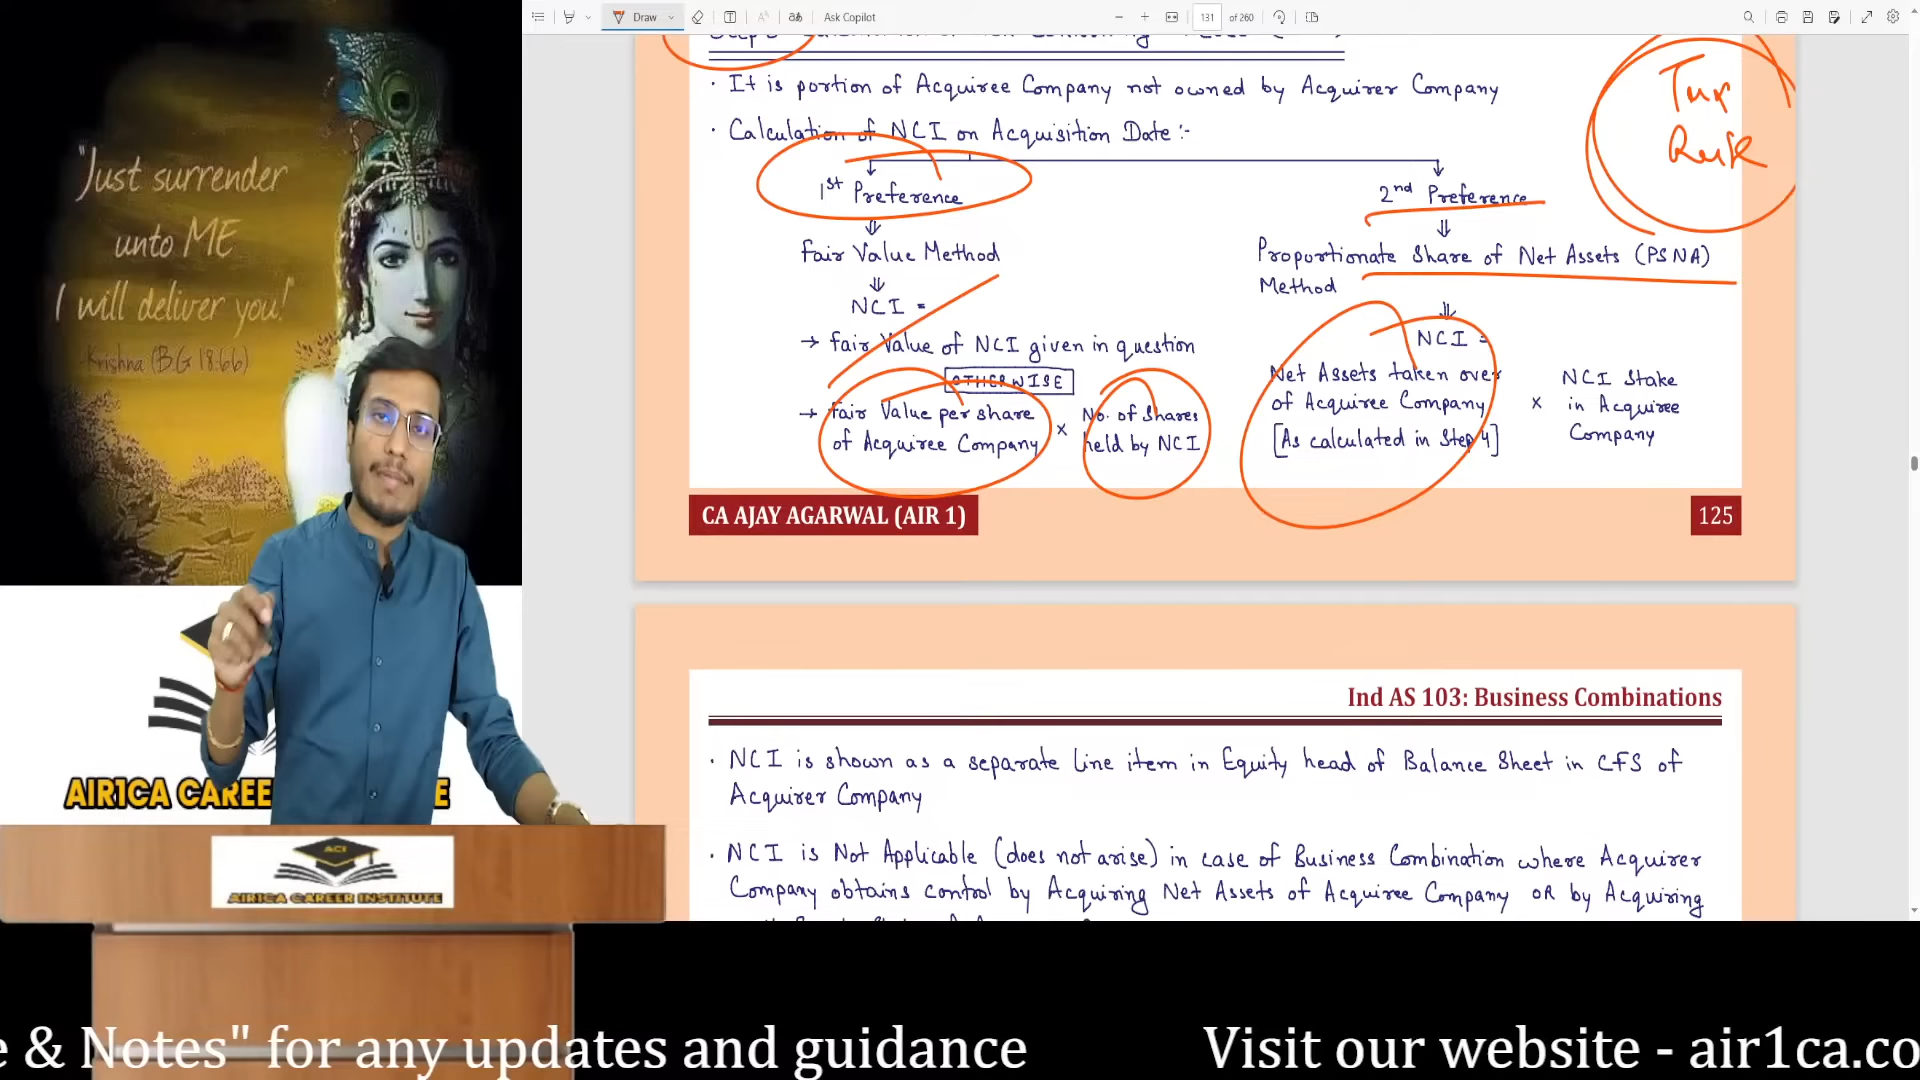 Draw
Ask Copilot
131 of 260
· It is portion of Acquiree Company not owned by Acquirer Company
· Calculation of NCI on Acquisition Date :-
1st Preference
2nd Preference
Fair Value Method
Proportionate Share of Net Assets (PSNA)
Method
NCI =
→ Fair Value of NCI given in question
OTHERWISE
→ Fair Value per share
of Acquiree Company
×
No. of Shares
held by NCI
NCI =
Net Assets taken over
of Acquiree Company
[As calculated in Step 4]
×
NCI Stake
in Acquiree
Company
CA AJAY AGARWAL (AIR 1)
125
Ind AS 103: Business Combinations
· NCI is shown as a separate line item in Equity head of Balance Sheet in CFS of
Acquirer Company
· NCI is Not Applicable (does not arise) in case of Business Combination where Acquirer
Company obtains control by Acquiring Net Assets of Acquiree Company OR by Acquiring
"Just surrender
unto ME
I will deliver you!"
-Krishna (B.G 18:66)
AIR1CA
ACI
AIR1CA CAREER INSTITUTE
e & Notes" for any updates and guidance
Visit our website - air1ca.co